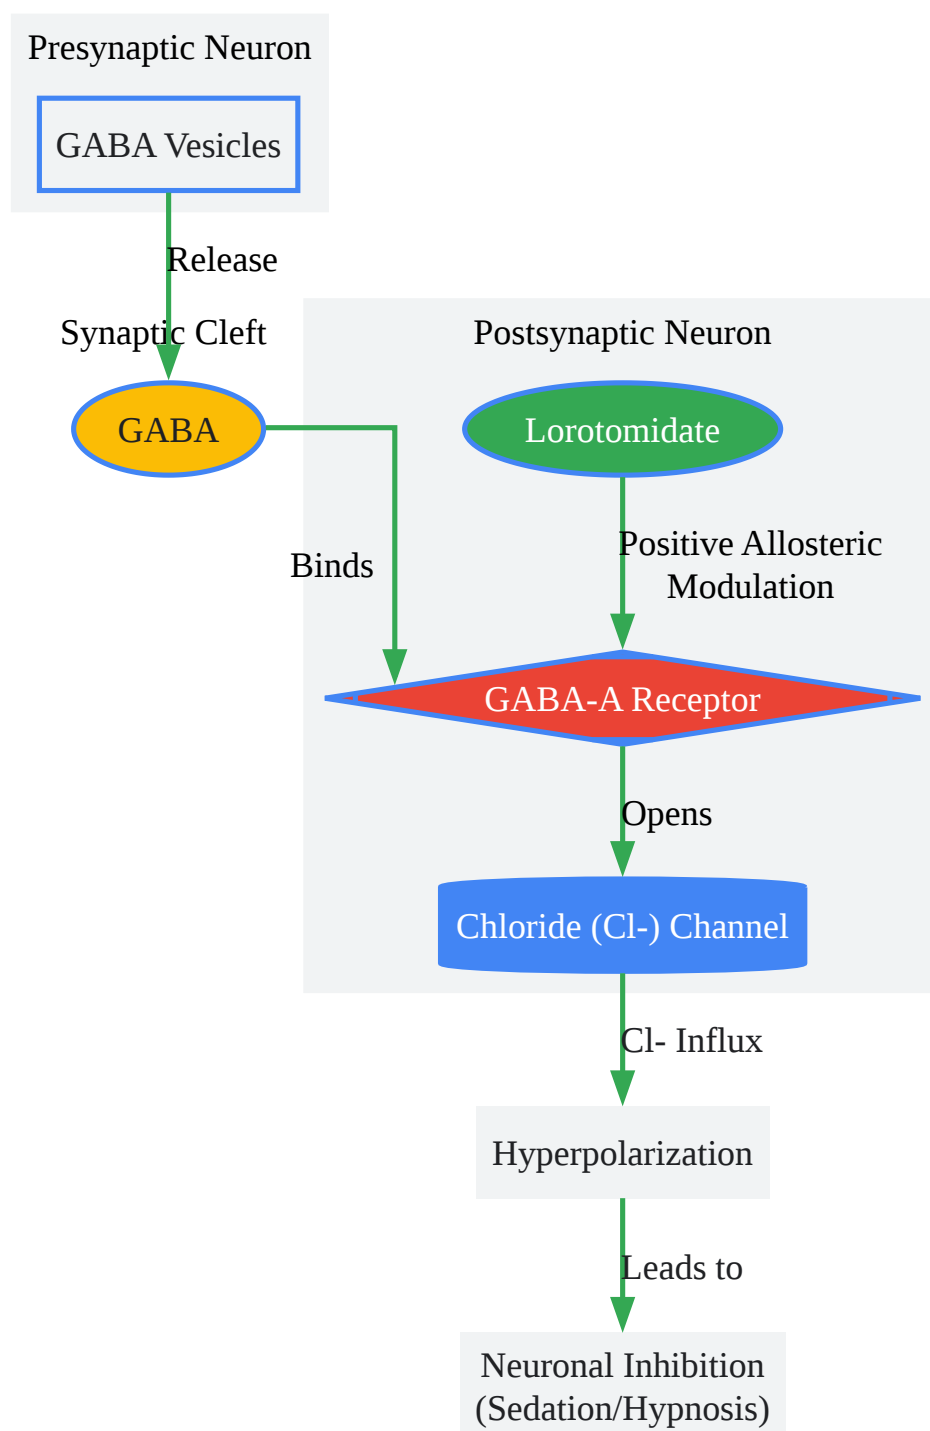 Presynaptic Neuron
GABA Vesicles
Release
Synaptic Cleft
Postsynaptic Neuron
GABA
Lorotomidate
Binds
Positive Allosteric
Modulation
GABA-A Receptor
Opens
Chloride (Cl-) Channel
Cl- Influx
Hyperpolarization
Leads to
Neuronal Inhibition
(Sedation/Hypnosis)